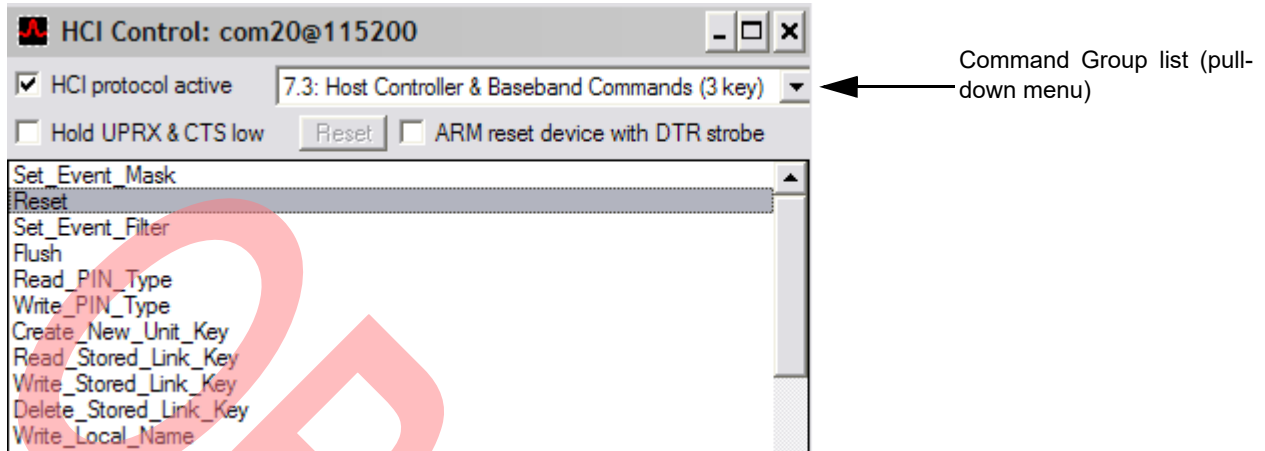 HCI Control: com20@115200
HCI protocol active
7.3: Host Controller & Baseband Commands (3 key)
Command Group list (pull-
down menu)
Hold UPRX & CTS low
Reset
ARM reset device with DTR strobe
Set_Event_Mask
Reset
Set_Event_Filter
Flush
Read_PIN_Type
Write_PIN_Type
Create_New_Unit_Key
Read_Stored_Link_Key
Write_Stored_Link_Key
Delete_Stored_Link_Key
Write_Local_Name